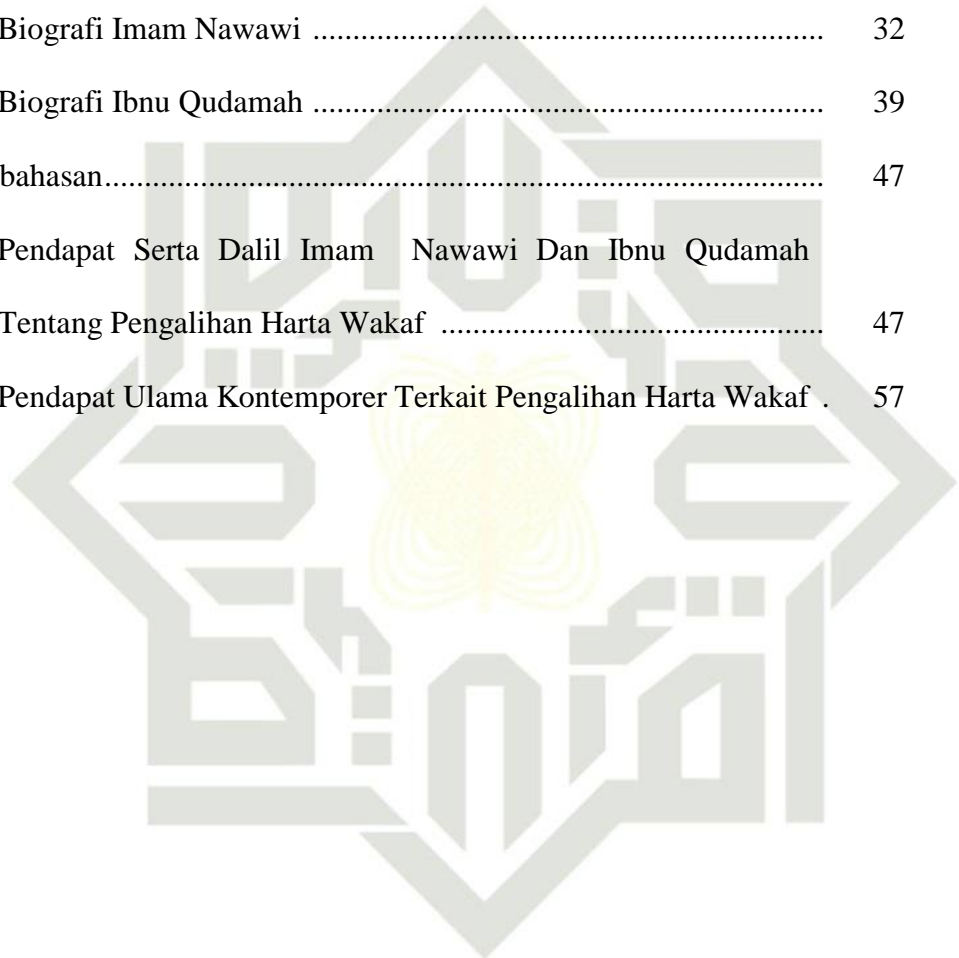 Biografi Imam Nawawi ................................................................ 32
Biografi Ibnu Qudamah ................................................................ 39
bahasan.......................................................................................... 47
Pendapat Serta Dalil Imam Nawawi Dan Ibnu Qudamah
Tentang Pengalihan Harta Wakaf ................................................ 47
Pendapat Ulama Kontemporer Terkait Pengalihan Harta Wakaf . 57